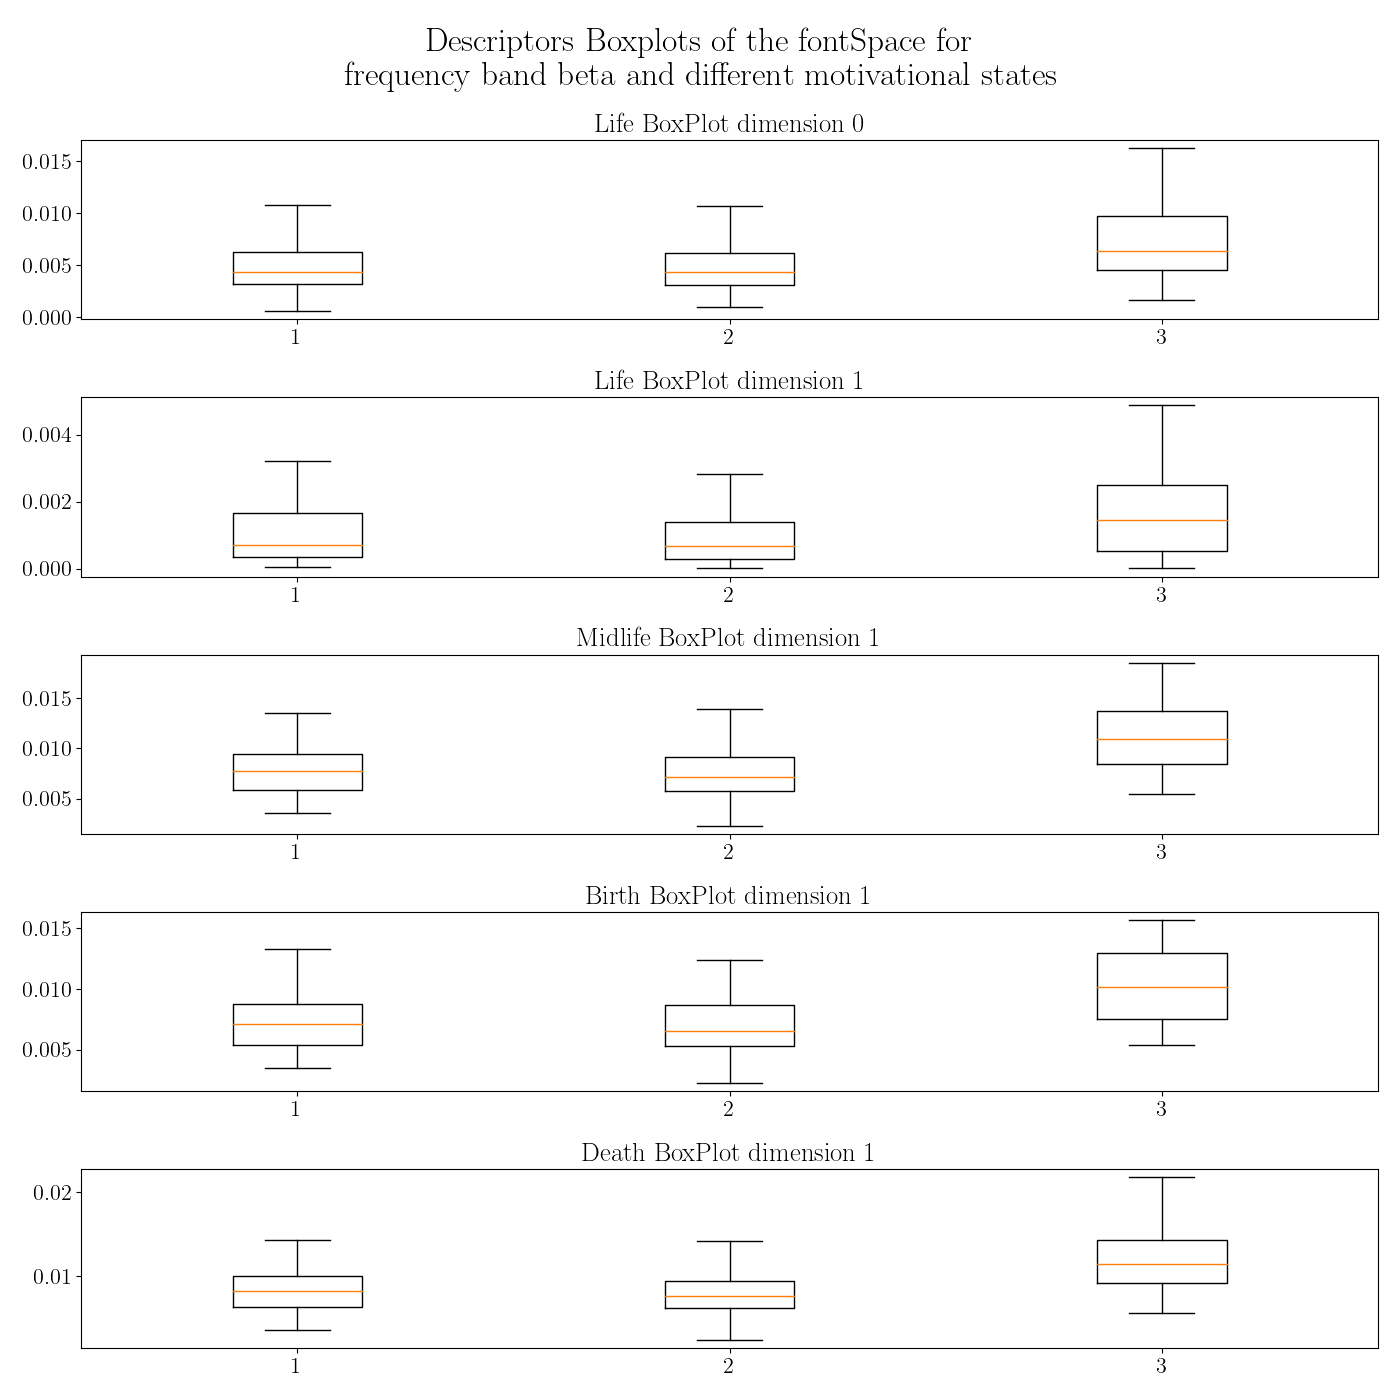 Descriptors Boxplots of the fontSpace for
frequency band beta and different motivational states
Life BoxPlot dimension 0
0.015
0.010
0.005
0.000
1 2 3
Life BoxPlot dimension 1
0.004
0.002
0.000
1 2 3
Midlife BoxPlot dimension 1
0.015
0.010
0.005
1 2 3
Birth BoxPlot dimension 1
0.015
0.010
0.005
1 2 3
Death BoxPlot dimension 1
0.02
0.01
1 2 3